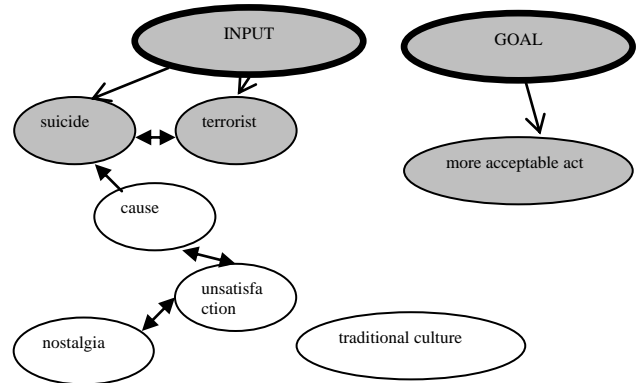 INPUT
GOAL
suicide
terrorist
more acceptable act
cause
unsatisfa
ction
nostalgia
traditional culture